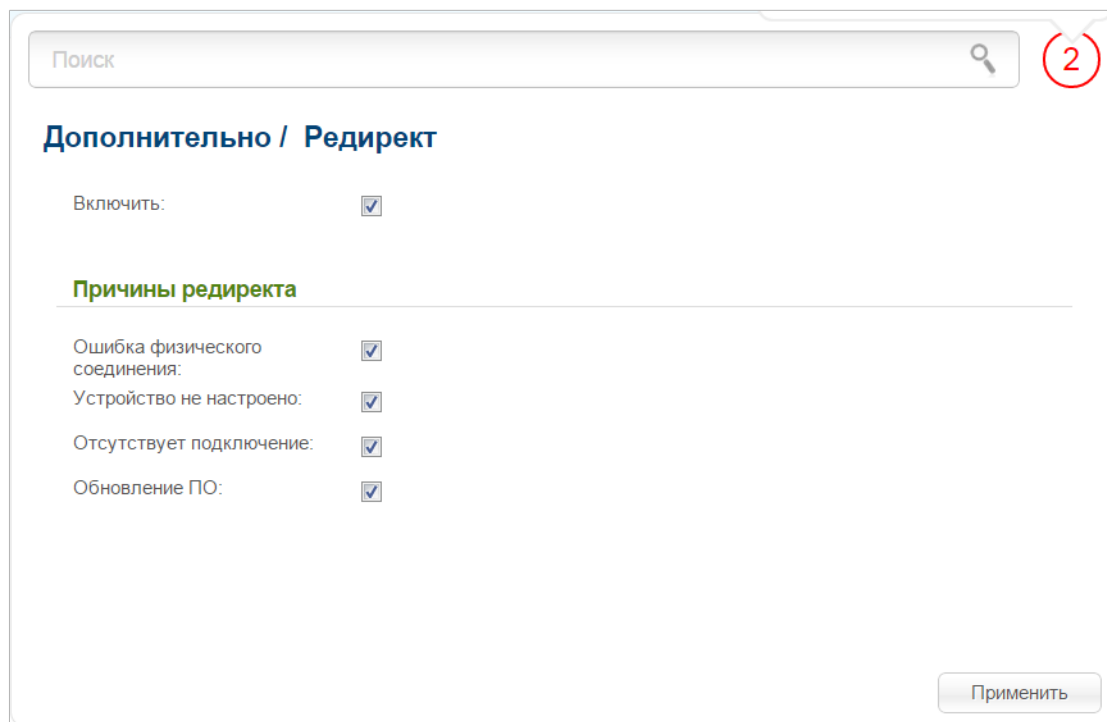 Поиск
2
Дополнительно / Редирект
Включить:
Причины редиректа
Ошибка физического
соединения:
Устройство не настроено:
Отсутствует подключение:
Обновление ПО:
Применить